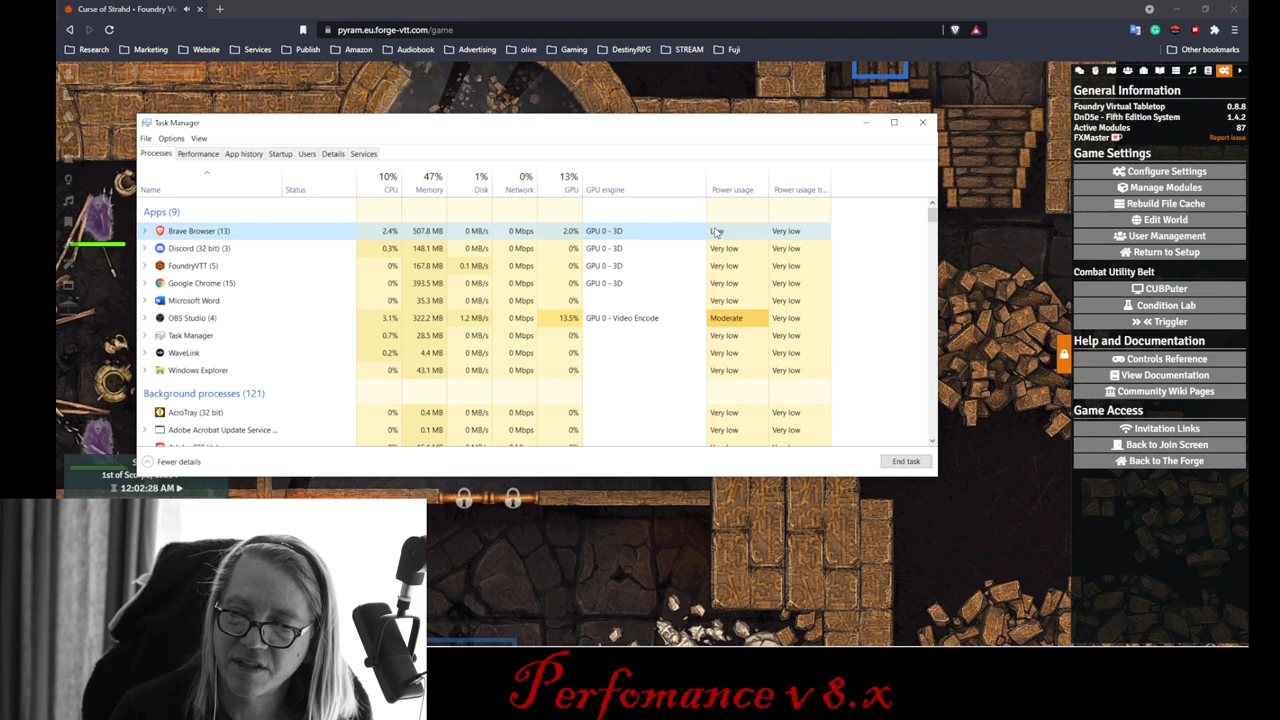 Curse of Strahd • Foundry Vi
pyram.eu.forge-vtt.com/game
Research Marketing Website Services Publish Amazon Audiobook Advertising olive Gaming DestinyRPG STREAM Fuji Other bookmarks
Task Manager
File Options View
Processes Performance App history Startup Users Details Services
10% 47% 1% 0% 13%
Name Status CPU Memory Disk Network GPU GPU engine Power usage Power usage tr...
Apps (9)
Brave Browser (13) 2.4% 507.8 MB 0 MB/s 0 Mbps 2.0% GPU 0 - 3D Very low
Discord (32 bit) (3) 0.3% 148.1 MB 0 MB/s 0 Mbps 0% GPU 0 - 3D Very low Very low
FoundryVTT (5) 0% 167.8 MB 0.1 MB/s 0 Mbps 0% GPU 0 - 3D Very low Very low
Google Chrome (15) 0% 393.5 MB 0 MB/s 0 Mbps 0% GPU 0 - 3D Very low Very low
Microsoft Word 0% 35.3 MB 0 MB/s 0 Mbps 0% Very low Very low
OBS Studio (4) 3.1% 322.2 MB 1.2 MB/s 0 Mbps 13.5% GPU 0 - Video Encode Moderate Very low
Task Manager 0.7% 28.5 MB 0 MB/s 0 Mbps 0% Very low Very low
WaveLink 0.2% 4.4 MB 0 MB/s 0 Mbps 0% Very low Very low
Windows Explorer 0% 43.1 MB 0 MB/s 0 Mbps 0% Very low Very low
Background processes (121)
AcroTray (32 bit) 0% 0.4 MB 0 MB/s 0 Mbps 0% Very low Very low
Adobe Acrobat Update Service ... 0% 0.1 MB 0 MB/s 0 Mbps 0% Very low Very low
Fewer details End task
1st of
12:02:28 AM
General Information
Foundry Virtual Tabletop 0.8.8
DnD5e - Fifth Edition System 1.4.2
Active Modules 87
FXMaster Report issue
Game Settings
Configure Settings
Manage Modules
Rebuild File Cache
Edit World
User Management
Return to Setup
Combat Utility Belt
CUBPuter
Condition Lab
Triggler
Help and Documentation
Controls Reference
View Documentation
Community Wiki Pages
Game Access
Invitation Links
Back to Join Screen
Back to The Forge
Perfomance v 8.x